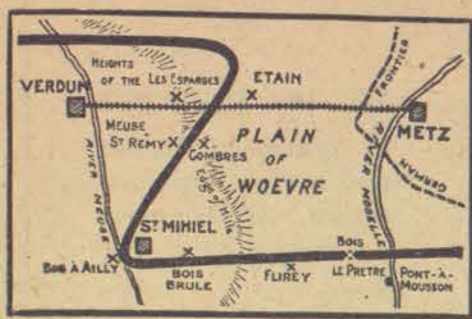 HEIGHTS
OF THE LES ESPARGES
ETAIN
VERDUN
FRONTIER
METZ
MEUSE
ST REMY
COMBRES
PLAIN
OF
WOEVRE
RIVER MEUSE
RIVER MOSELLE
GERMAN
ST MIHIEL
BOIS À AILLY
BOIS
BRULE
FLIREY
BOIS
LE PRETRE
PONT-À-
MOUSSON